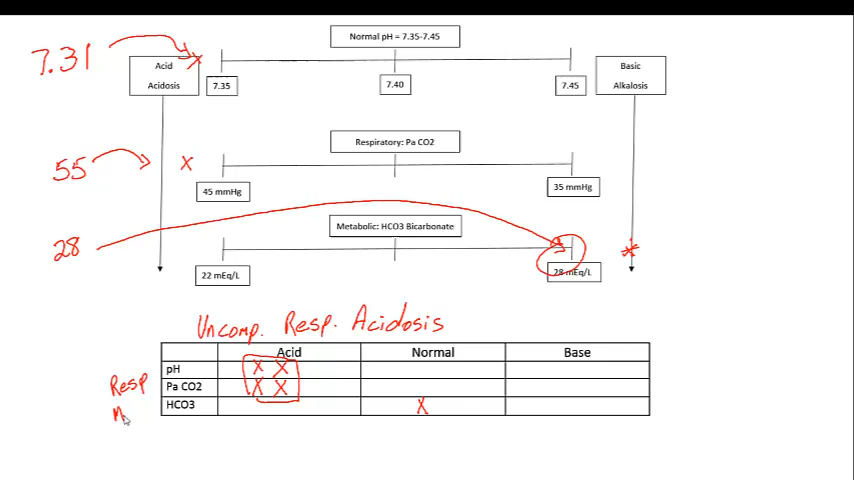 Normal pH = 7.35-7.45
7.31
Acid
Acidosis
Basic
Alkalosis
7.35
7.40
7.45
Respiratory: Pa CO2
55
X
45 mmHg
35 mmHg
Metabolic: HCO3 Bicarbonate
28
22 mEq/L
28 mEq/L
Uncomp. Resp. Acidosis
Acid Normal Base
pH X X
Resp Pa CO2 X X
M HCO3 X